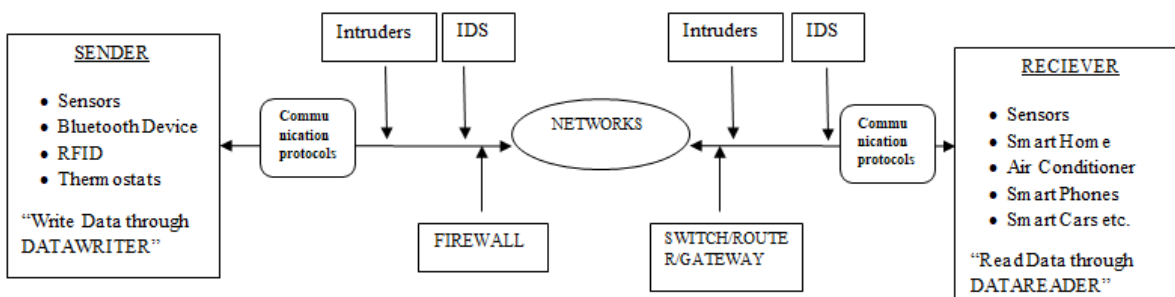 SENDER
• Sensors
• Bluetooth Device
• RFID
• Thermostats
“Write Data through
DATAWRITER”
Commu
nication
protocols
Intruders
IDS
FIREWALL
NETWORKS
Intruders
IDS
SWITCH/ROUTE
R/GATEWAY
Commu
nication
protocols
RECIEVER
• Sensors
• Smart Home
• Air Conditioner
• Smart Phones
• Smart Cars etc.
“Read Data through
DATAREADER”